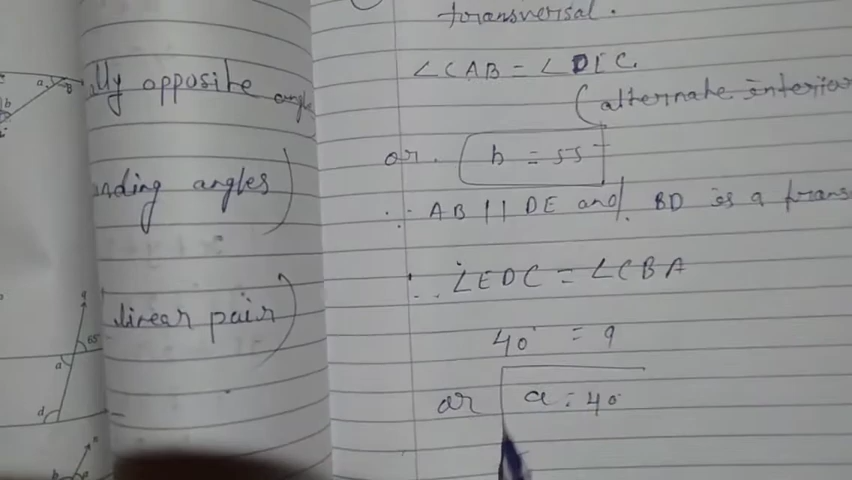 lly opposite angle
nding angles)
linear pair)
transversal.
∠CAB = ∠DEC.
(alternate interior
or. b = 55
∵ AB || DE and BD is a trans
∴ ∠EDC = ∠CBA
40° = a
or a = 40
a
b
65
a
d